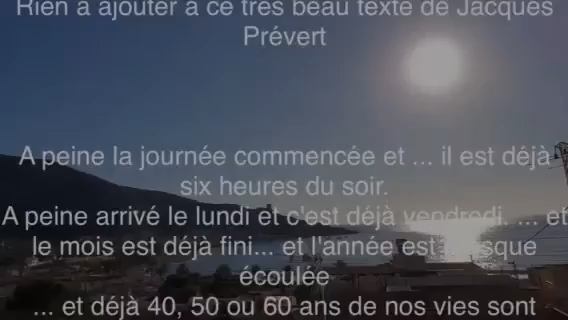 Rien à ajouter à ce très beau texte de Jacques
Prévert
A peine la journée commencée et ... il est déjà
six heures du soir.
A peine arrivé le lundi et c'est déjà vendredi. ... et
le mois est déjà fini... et l'année est presque
écoulée
... et déjà 40, 50 ou 60 ans de nos vies sont